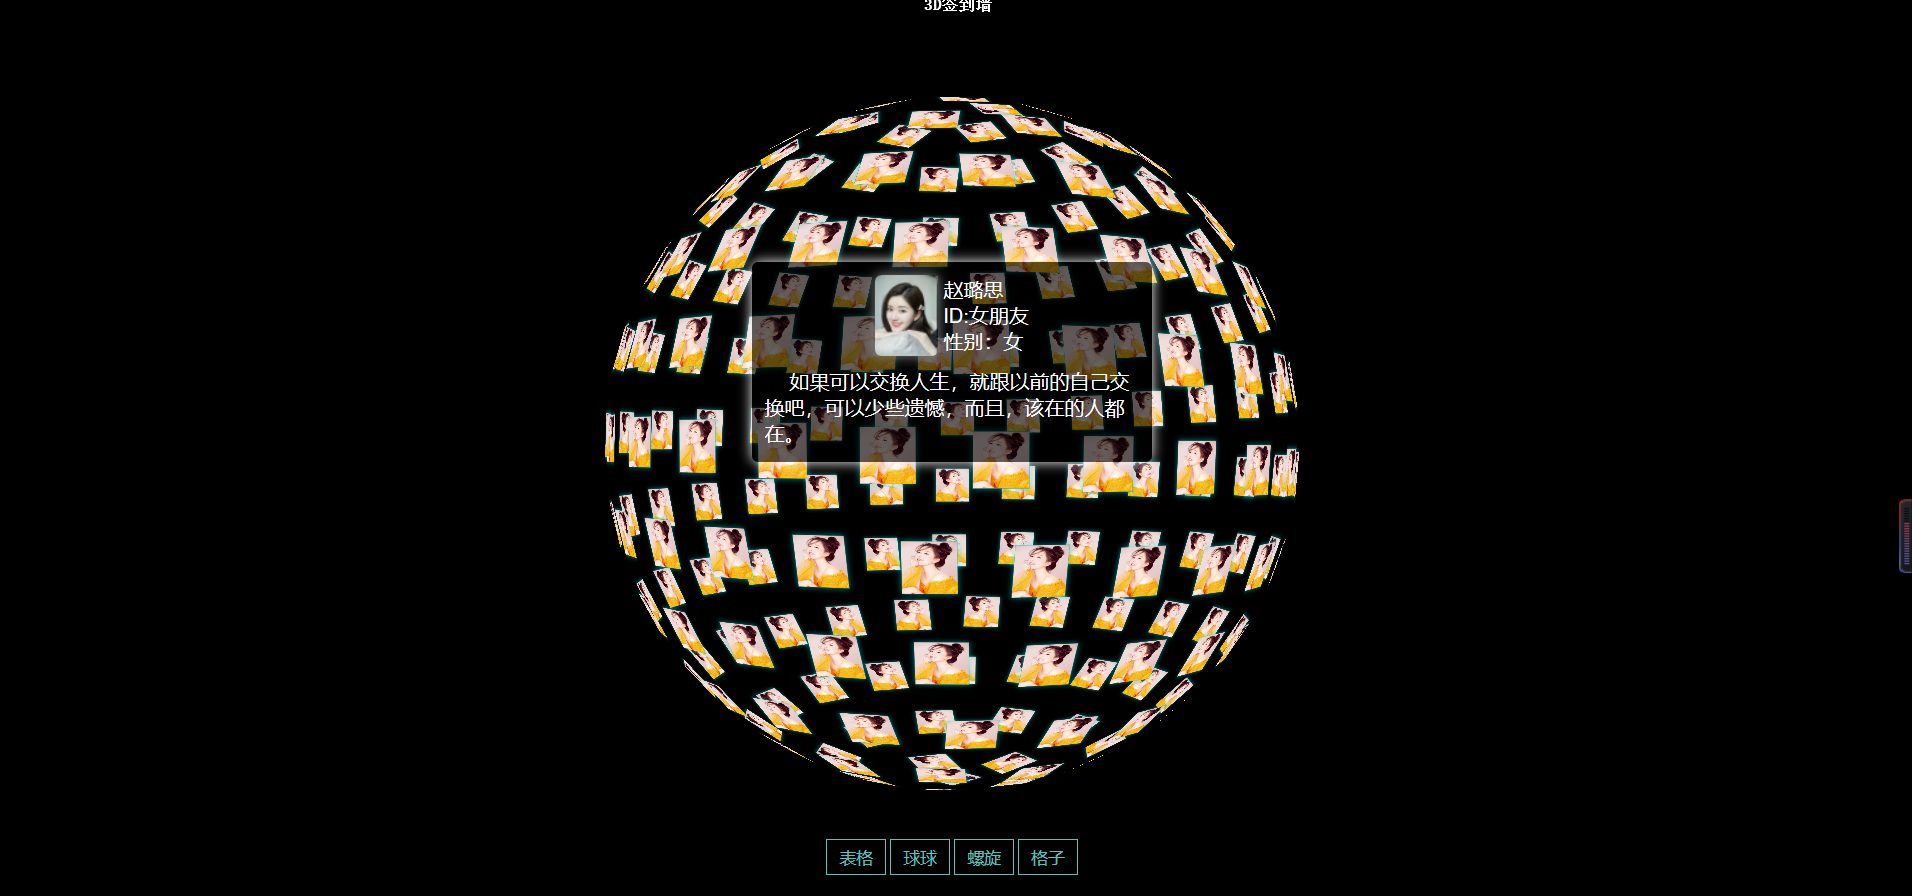 3D签到墙
赵璐思
ID:女朋友
性别：女
如果可以交换人生，就跟以前的自己交
换吧，可以少些遗憾，而且，该在的人都
在。
表格
球球
螺旋
格子